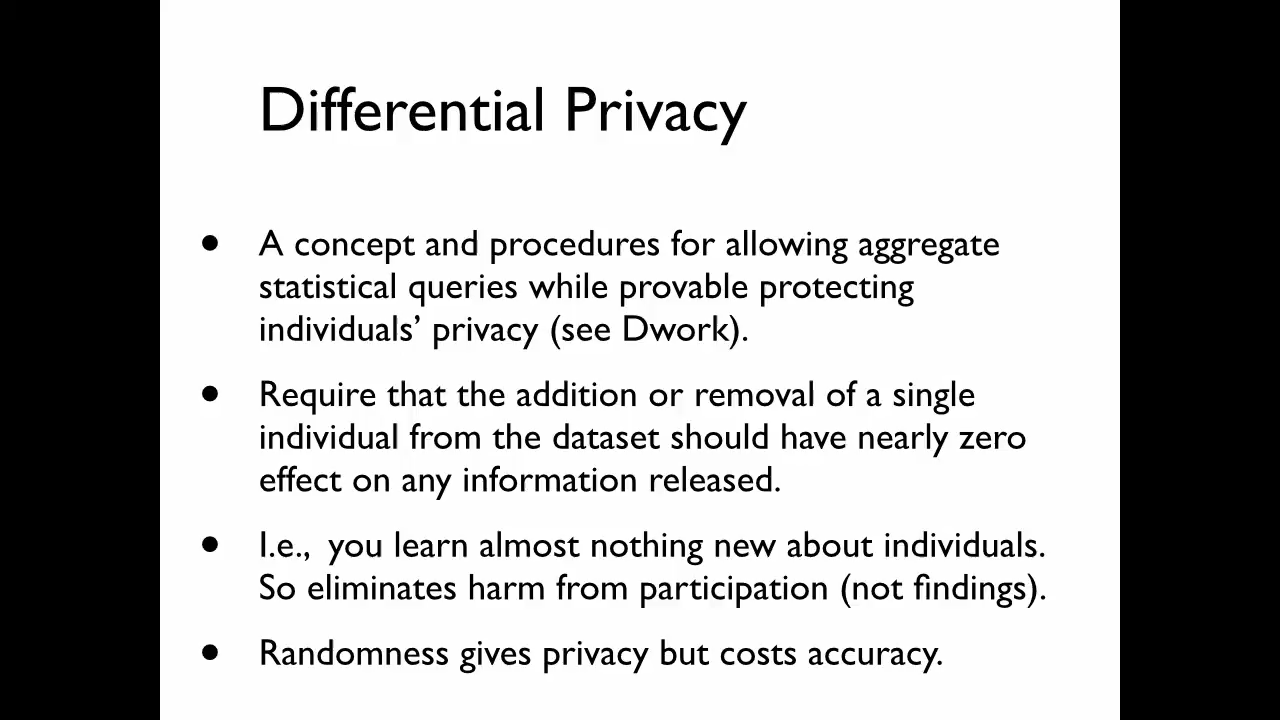 Differential Privacy
• A concept and procedures for allowing aggregate
statistical queries while provable protecting
individuals’ privacy (see Dwork).
• Require that the addition or removal of a single
individual from the dataset should have nearly zero
effect on any information released.
• I.e., you learn almost nothing new about individuals.
So eliminates harm from participation (not findings).
• Randomness gives privacy but costs accuracy.